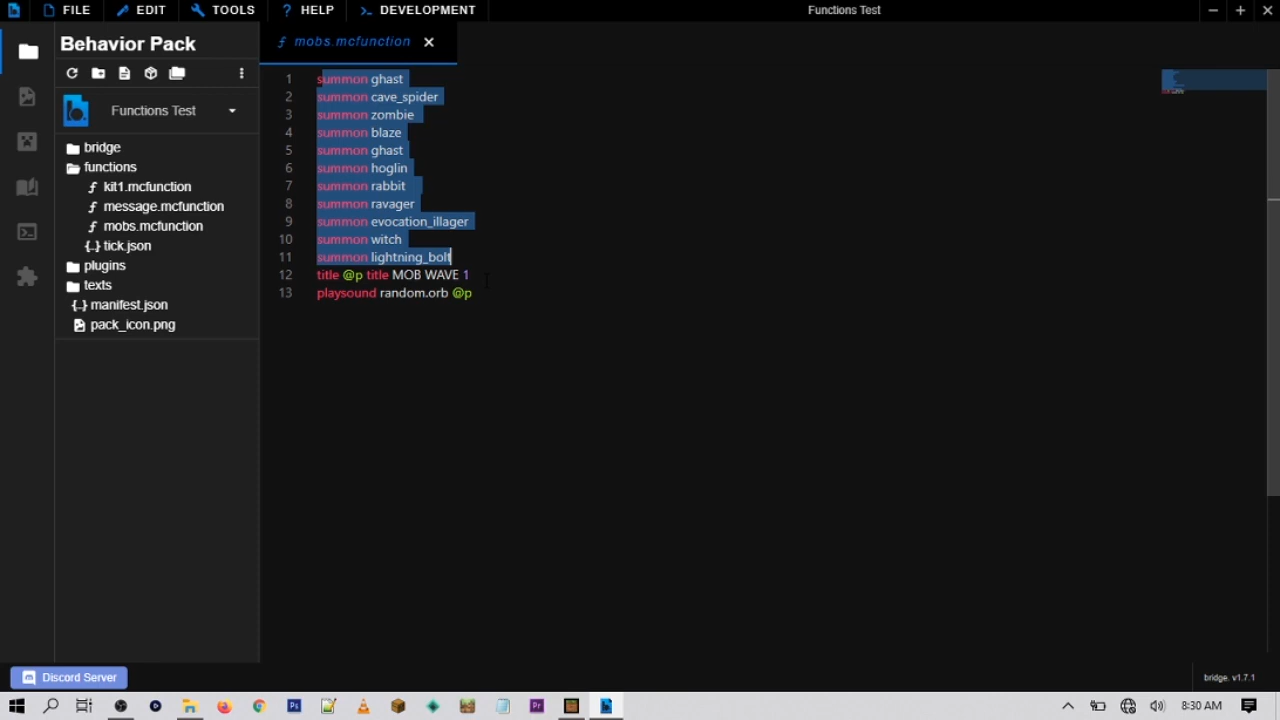 FILE EDIT TOOLS HELP DEVELOPMENT Functions Test
Behavior Pack
mobs.mcfunction
Functions Test
bridge
functions
kit1.mcfunction
message.mcfunction
mobs.mcfunction
tick.json
plugins
texts
manifest.json
pack_icon.png
1 summon ghast
2 summon cave_spider
3 summon zombie
4 summon blaze
5 summon ghast
6 summon hoglin
7 summon rabbit
8 summon ravager
9 summon evocation_illager
10 summon witch
11 summon lightning_bolt
12 title @p title MOB WAVE 1
13 playsound random.orb @p
Discord Server
bridge. v1.7.1
8:30 AM